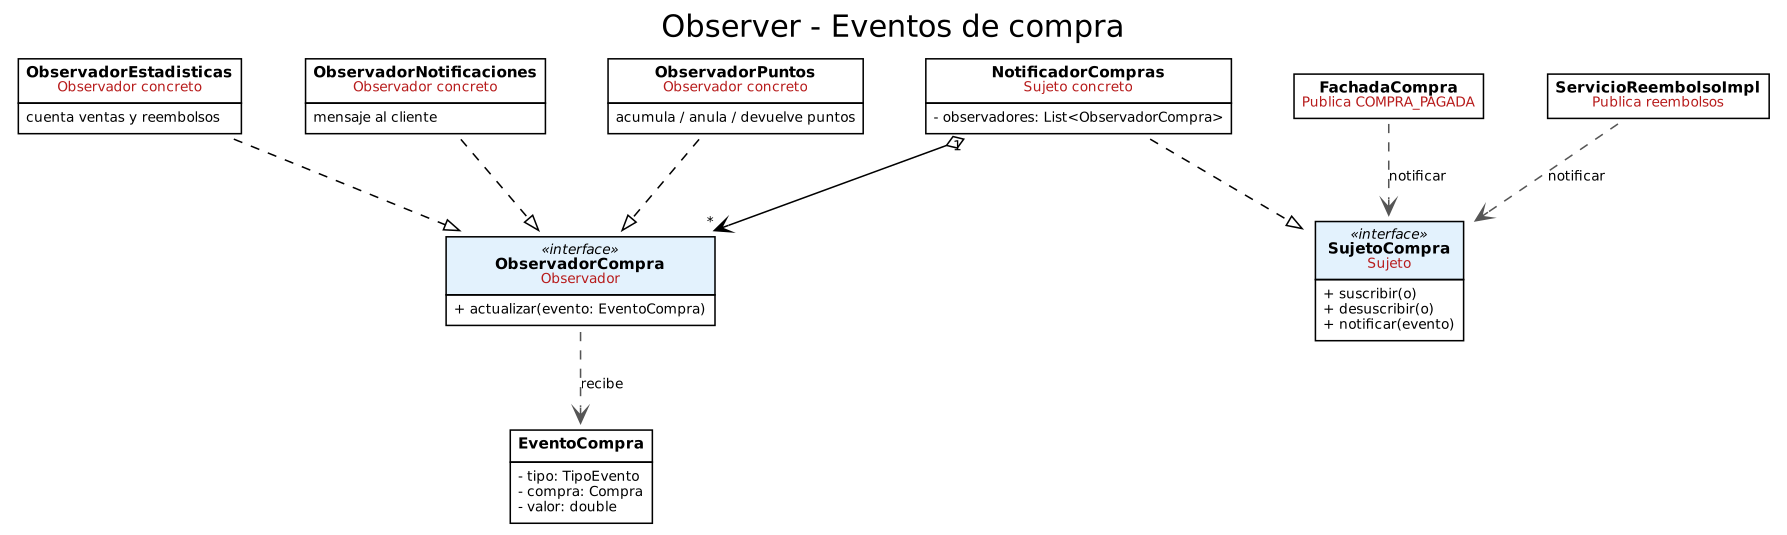 Observer - Eventos de compra
ObservadorEstadisticas
Observador concreto
cuenta ventas y reembolsos
ObservadorNotificaciones
Observador concreto
mensaje al cliente
ObservadorPuntos
Observador concreto
acumula / anula / devuelve puntos
NotificadorCompras
Sujeto concreto
- observadores: List<ObservadorCompra>
FachadaCompra
Publica COMPRA_PAGADA
ServicioReembolsoImpl
Publica reembolsos
1
*
notificar
notificar
«interface»
ObservadorCompra
Observador
+ actualizar(evento: EventoCompra)
«interface»
SujetoCompra
Sujeto
+ suscribir(o)
+ desuscribir(o)
+ notificar(evento)
recibe
EventoCompra
- tipo: TipoEvento
- compra: Compra
- valor: double